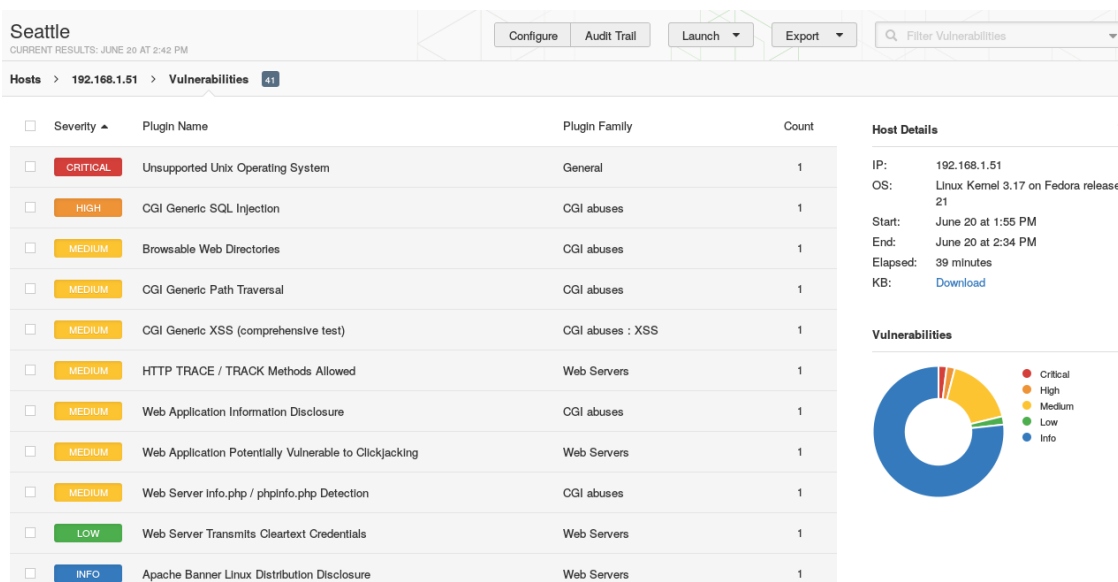 Seattle
CURRENT RESULTS: JUNE 20 AT 2:42 PM
Configure Audit Trail Launch Export Filter Vulnerabilities
Hosts > 192.168.1.51 > Vulnerabilities 41
Severity Plugin Name Plugin Family Count
CRITICAL Unsupported Unix Operating System General 1
HIGH CGI Generic SQL Injection CGI abuses 1
MEDIUM Browsable Web Directories CGI abuses 1
MEDIUM CGI Generic Path Traversal CGI abuses 1
MEDIUM CGI Generic XSS (comprehensive test) CGI abuses : XSS 1
MEDIUM HTTP TRACE / TRACK Methods Allowed Web Servers 1
MEDIUM Web Application Information Disclosure CGI abuses 1
MEDIUM Web Application Potentially Vulnerable to Clickjacking Web Servers 1
MEDIUM Web Server info.php / phpinfo.php Detection CGI abuses 1
LOW Web Server Transmits Cleartext Credentials Web Servers 1
INFO Apache Banner Linux Distribution Disclosure Web Servers 1
Host Details
IP: 192.168.1.51
OS: Linux Kernel 3.17 on Fedora release
21
Start: June 20 at 1:55 PM
End: June 20 at 2:34 PM
Elapsed: 39 minutes
KB: Download
Vulnerabilities
Critical
High
Medium
Low
Info